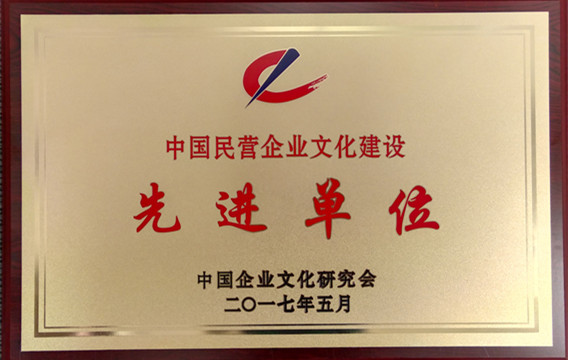 中国民营企业文化建设
先进单位
中国企业文化研究会
二〇一七年五月